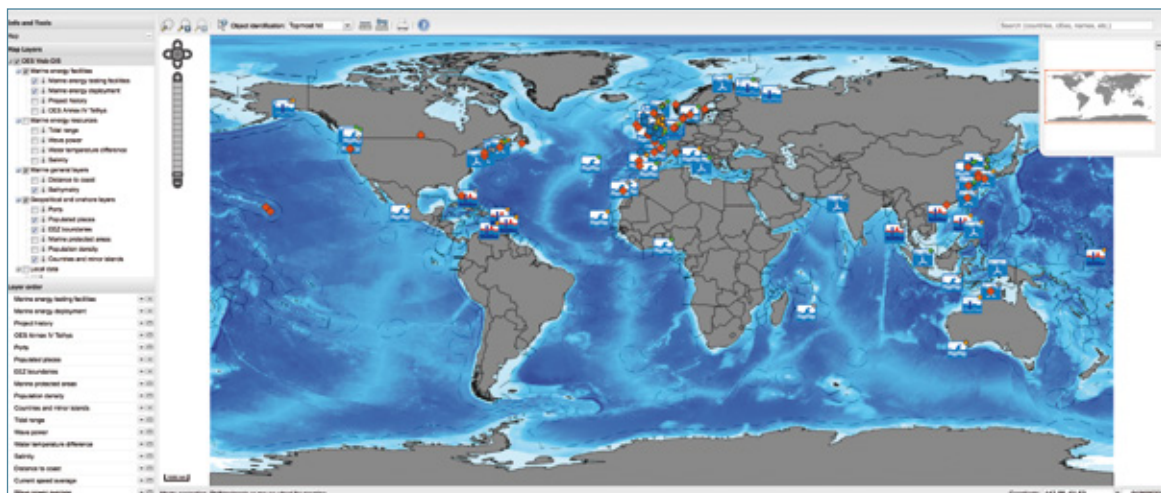 Info and Tools
Map
Map Layers
OES Web GIS
Marine energy facilities
Marine energy testing facilities
Marine energy deployment
Project history
OES Annex IV Tethys
Marine energy resources
Tidal range
Wave power
Water temperature difference
Salinity
Marine general layers
Distance to coast
Bathymetry
Geopolitical and onshore layers
Ports
Populated places
EEZ boundaries
Marine protected areas
Population density
Countries and minor islands
Local data
Layer order
Marine energy testing facilities
Marine energy deployment
Project history
OES Annex IV Tethys
Ports
Populated places
EEZ boundaries
Marine protected areas
Population density
Countries and minor islands
Tidal range
Wave power
Water temperature difference
Salinity
Distance to coast
Current speed average
Object identification: Topmost hit
Search (countries, cities, names, etc.)